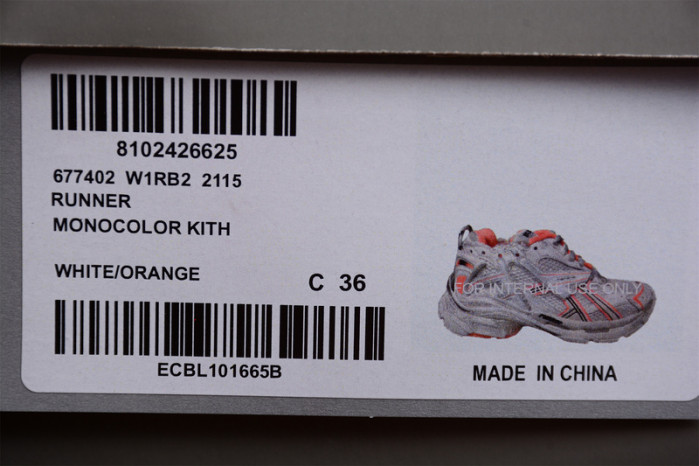 8102426625
677402 W1RB2 2115
RUNNER
MONOCOLOR KITH
WHITE/ORANGE
C 36
FOR INTERNAL USE ONLY
ECBL101665B
MADE IN CHINA